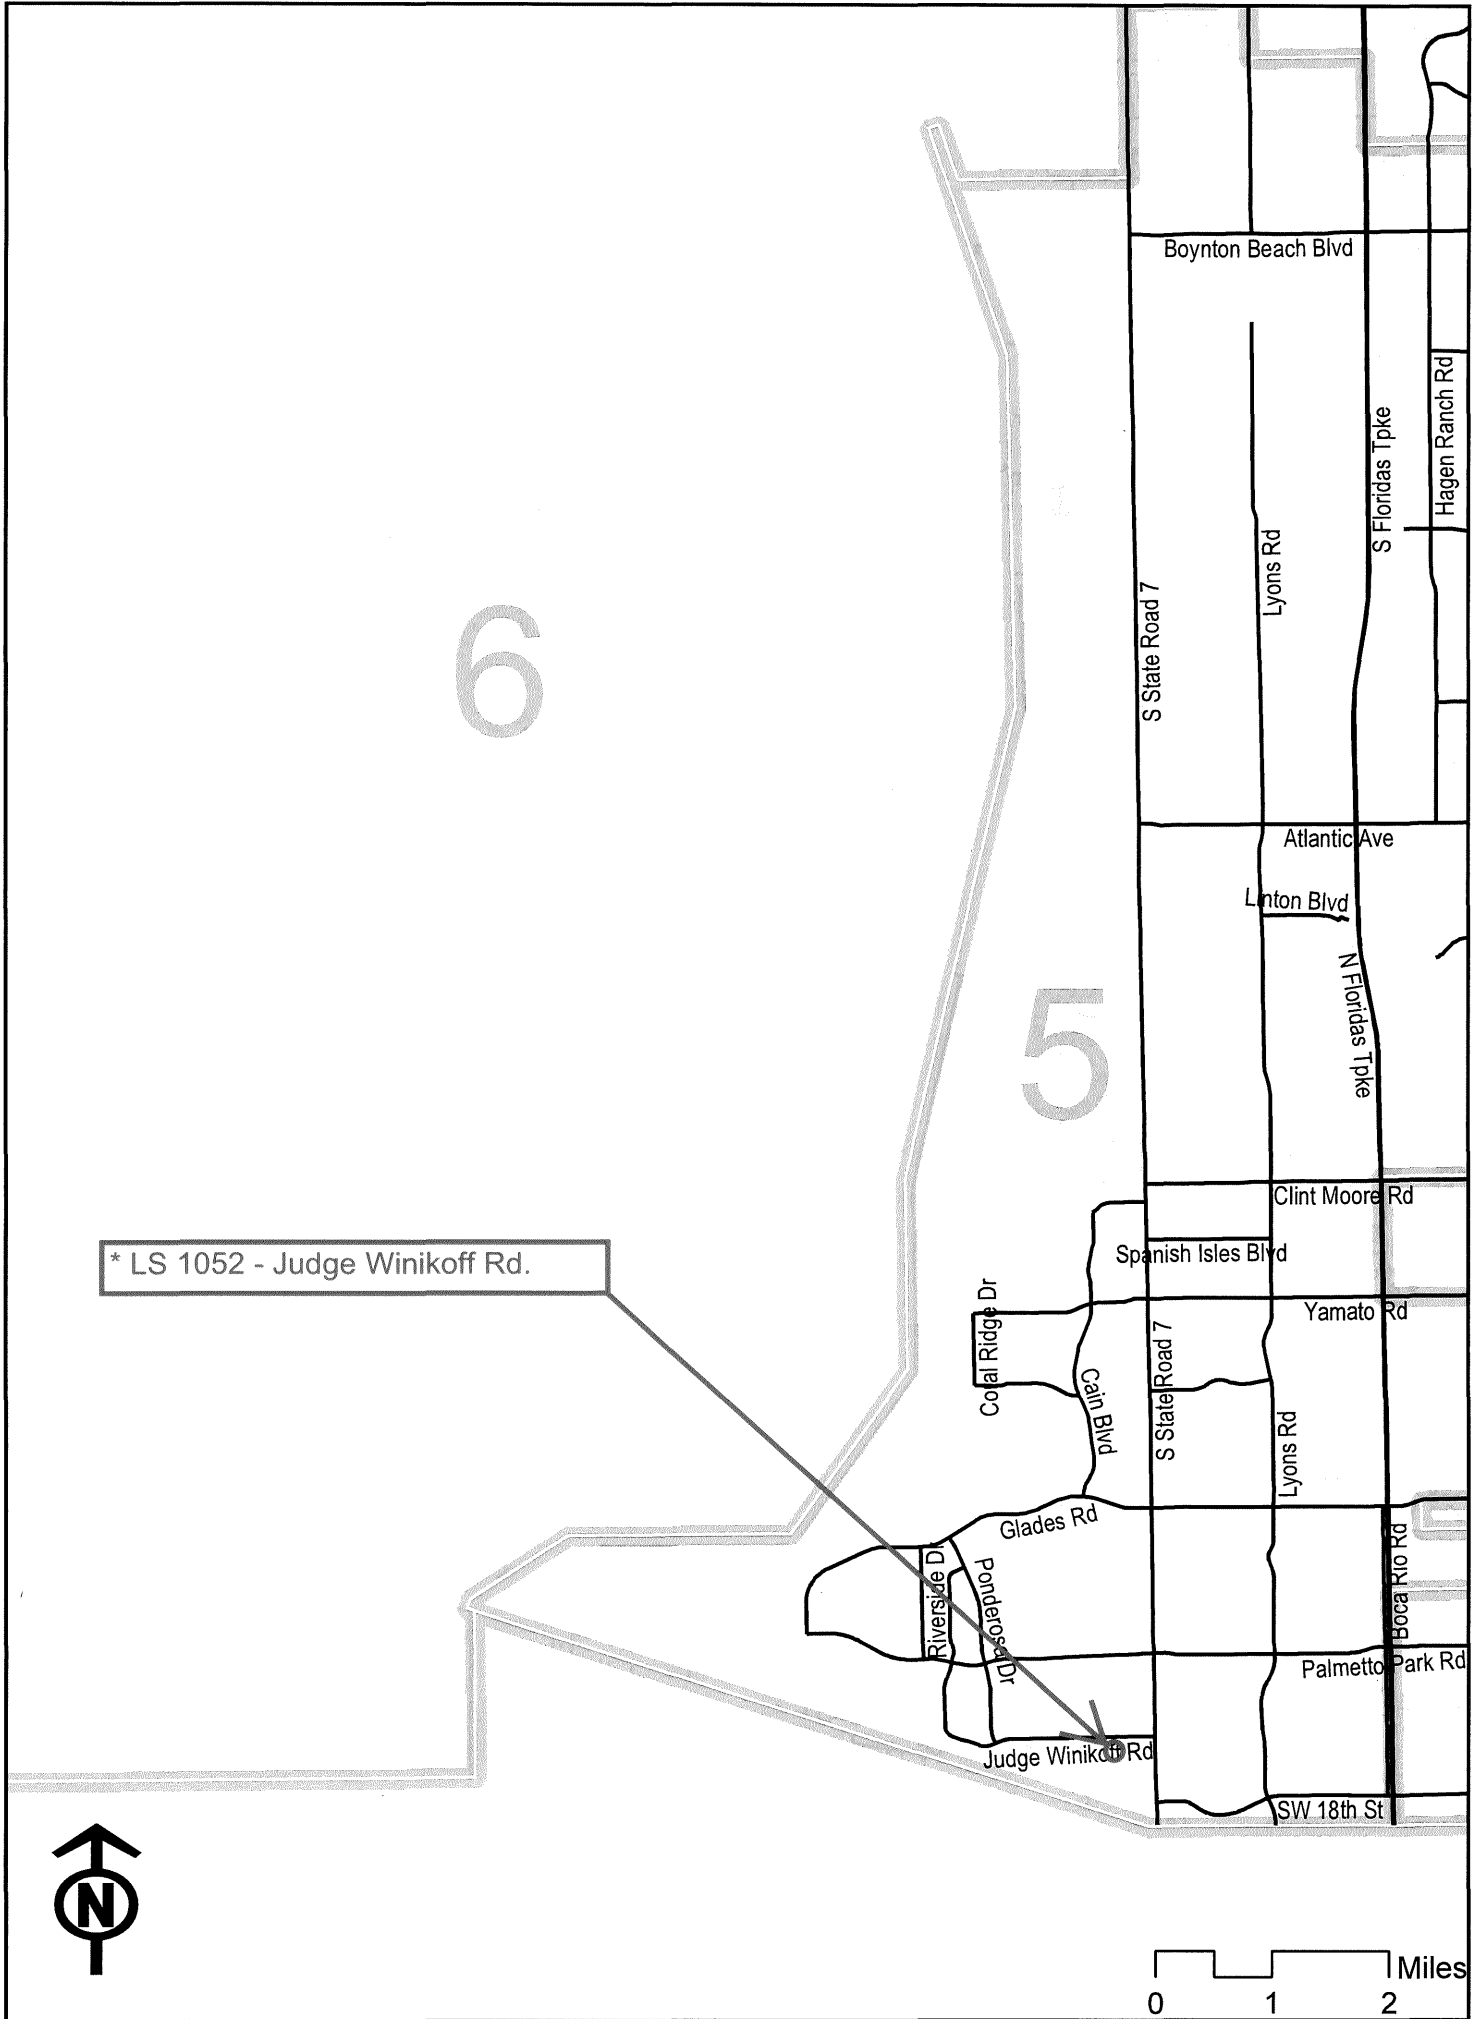 Boynton Beach Blvd
Hagen Ranch Rd
S Floridas Tpke
Lyons Rd
S State Road 7
6
Atlantic Ave
Linton Blvd
N Floridas Tpke
5
Clint Moore Rd
Spanish Isles Blvd
* LS 1052 - Judge Winikoff Rd.
Yamato Rd
Coral Ridge Dr
Cain Blvd
S State Road 7
Lyons Rd
Glades Rd
Riverside Dr
Ponderosa Dr
Boca Rio Rd
Palmetto Park Rd
Judge Winikoff Rd
SW 18th St
N
Miles
0 1 2